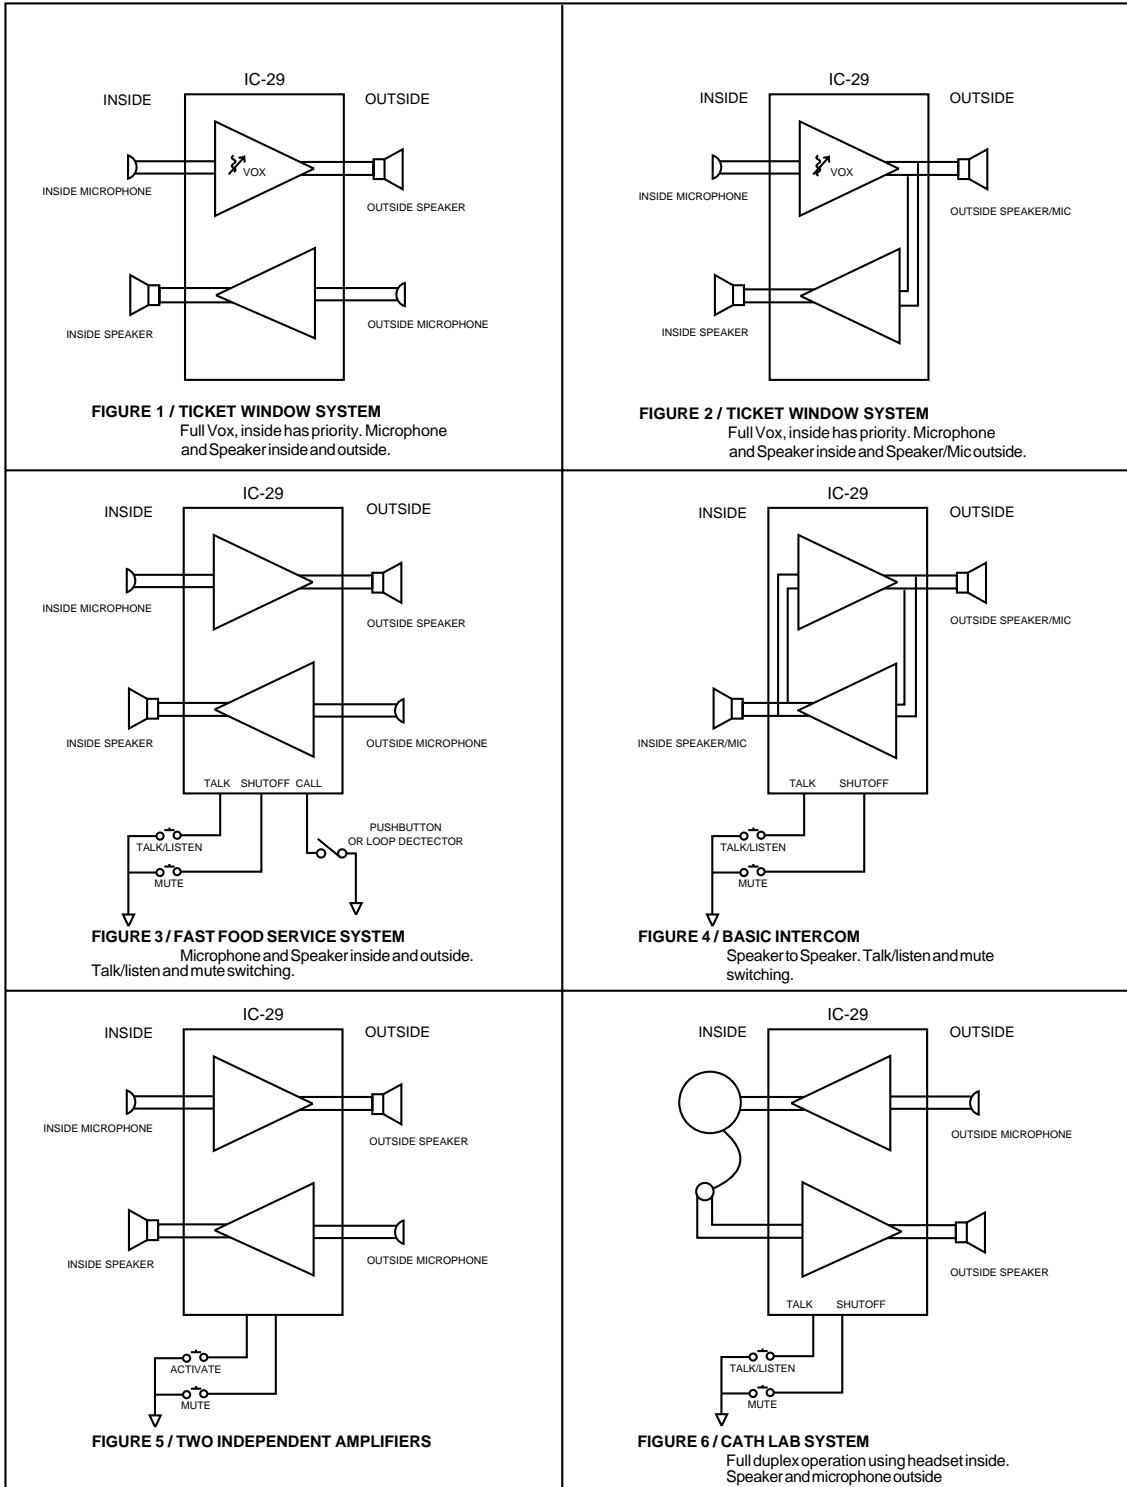 IC-29
INSIDE
OUTSIDE
VOX
INSIDE MICROPHONE
OUTSIDE SPEAKER
INSIDE SPEAKER
OUTSIDE MICROPHONE
FIGURE 1 / TICKET WINDOW SYSTEM
Full Vox, inside has priority. Microphone
and Speaker inside and outside.
IC-29
INSIDE
OUTSIDE
VOX
INSIDE MICROPHONE
OUTSIDE SPEAKER/MIC
INSIDE SPEAKER
FIGURE 2 / TICKET WINDOW SYSTEM
Full Vox, inside has priority. Microphone
and Speaker inside and Speaker/Mic outside.
IC-29
INSIDE
OUTSIDE
INSIDE MICROPHONE
OUTSIDE SPEAKER
INSIDE SPEAKER
OUTSIDE MICROPHONE
TALK SHUTOFF CALL
PUSHBUTTON
OR LOOP DECTECTOR
TALK/LISTEN
MUTE
FIGURE 3 / FAST FOOD SERVICE SYSTEM
Microphone and Speaker inside and outside.
Talk/listen and mute switching.
IC-29
INSIDE
OUTSIDE
OUTSIDE SPEAKER/MIC
INSIDE SPEAKER/MIC
TALK SHUTOFF
TALK/LISTEN
MUTE
FIGURE 4 / BASIC INTERCOM
Speaker to Speaker. Talk/listen and mute
switching.
IC-29
INSIDE
OUTSIDE
INSIDE MICROPHONE
OUTSIDE SPEAKER
INSIDE SPEAKER
OUTSIDE MICROPHONE
ACTIVATE
MUTE
FIGURE 5 / TWO INDEPENDENT AMPLIFIERS
IC-29
INSIDE
OUTSIDE
OUTSIDE MICROPHONE
OUTSIDE SPEAKER
TALK SHUTOFF
TALK/LISTEN
MUTE
FIGURE 6 / CATH LAB SYSTEM
Full duplex operation using headset inside.
Speaker and microphone outside